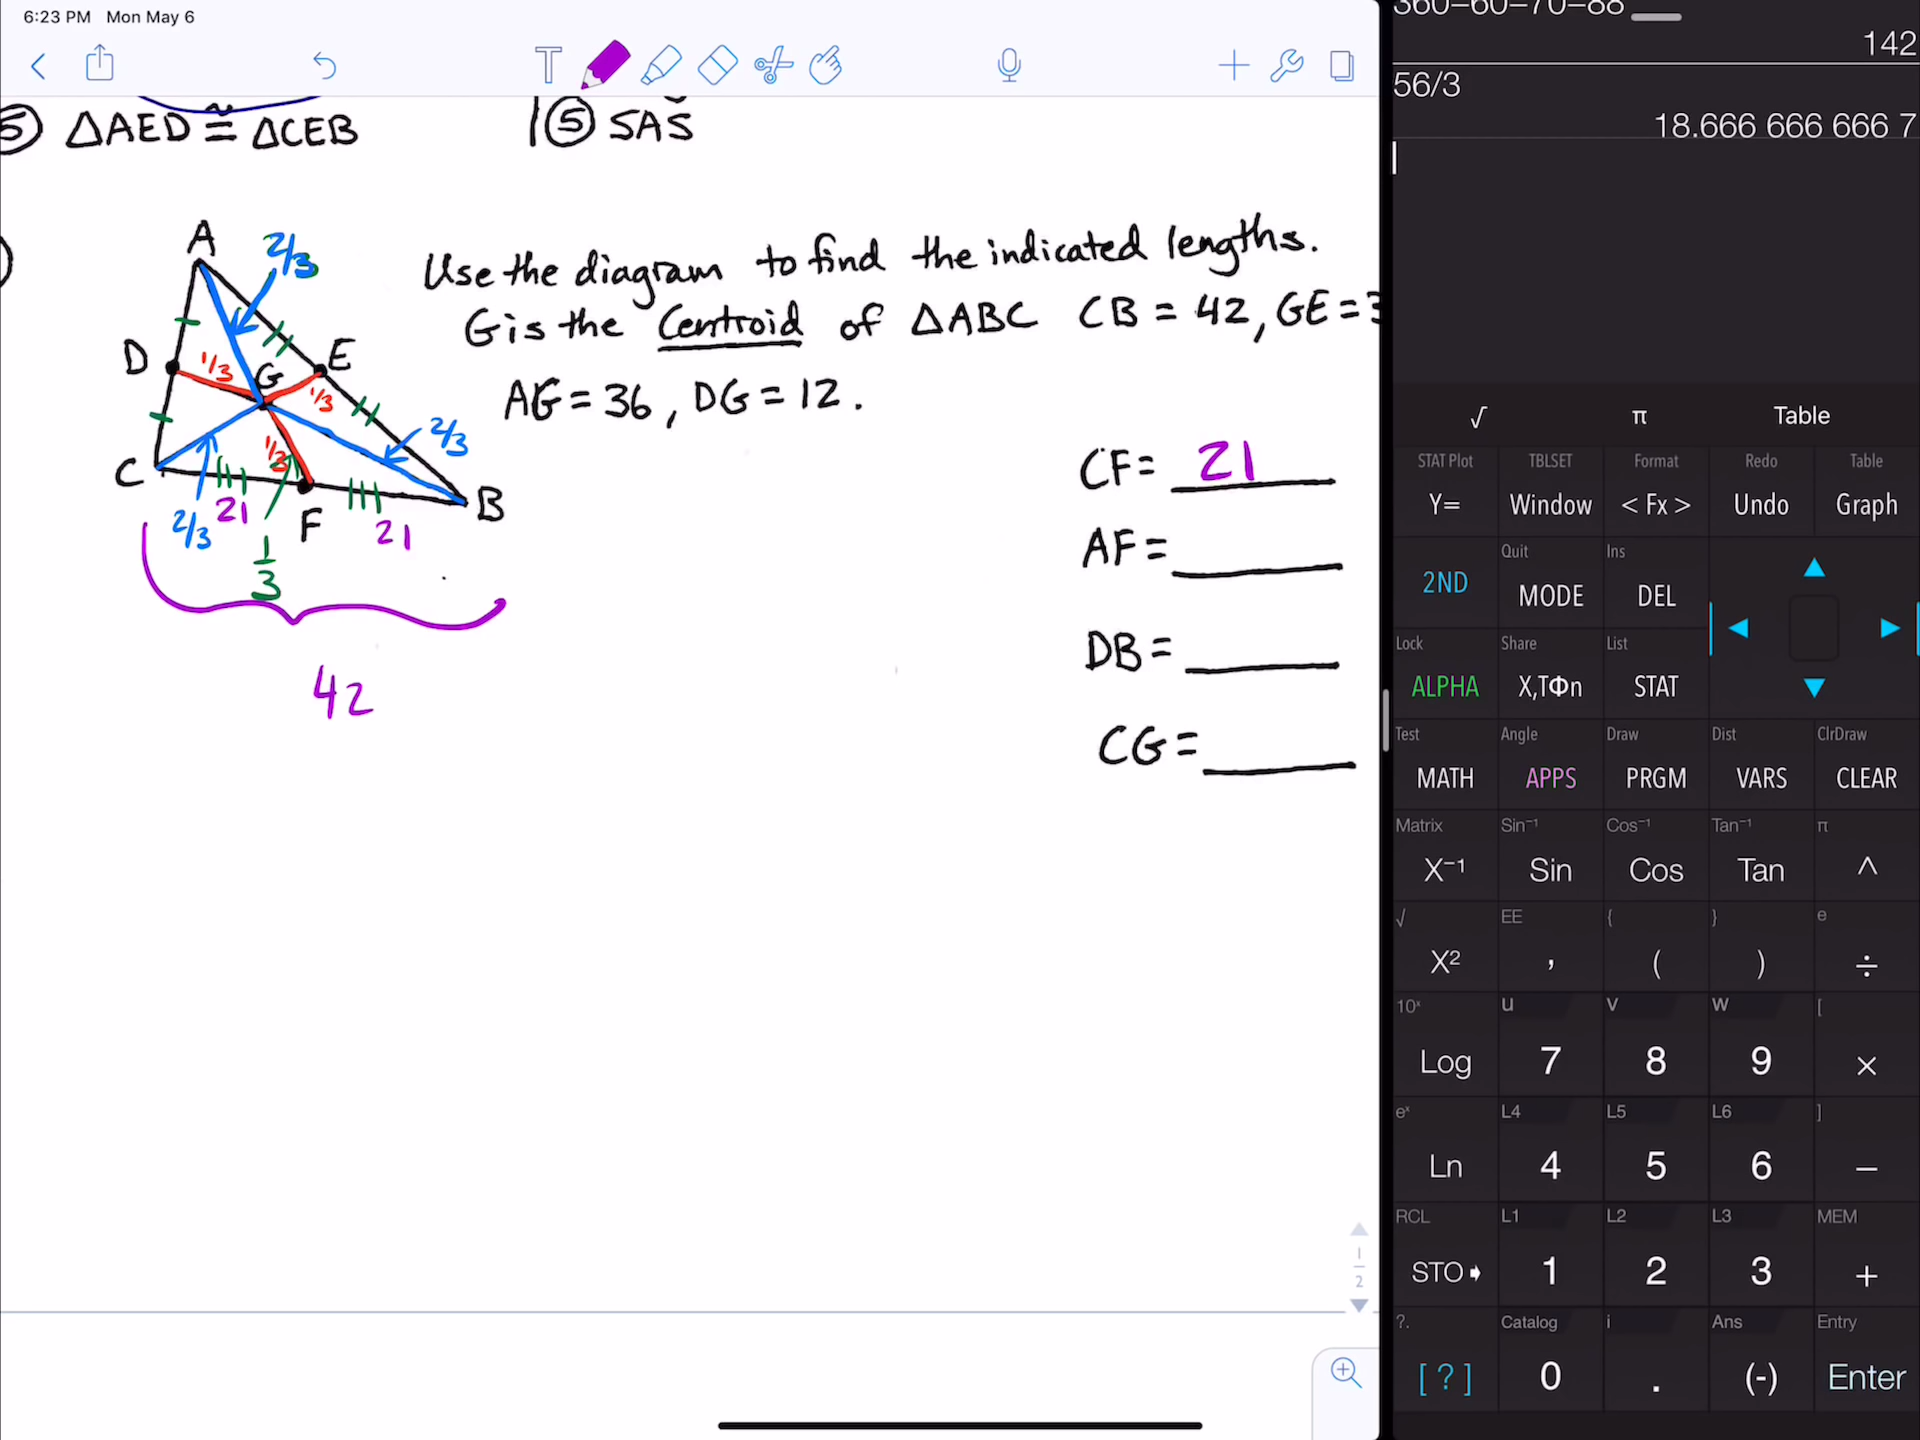 6:23 PM Mon May 6
⑤ △AED ≅ △CEB
⑤ SAS
A
2/3
D
1/3
G
E
1/3
2/3
C
1/3
B
21
F
21
2/3
1/3
42
Use the diagram to find the indicated lengths.
G is the Centroid of △ABC CB = 42, GE = 3
AG = 36, DG = 12.
CF = 21
AF =
DB =
CG =
1
2
360−60−70−88
142
56/3
18.666 666 666 7
√ π Table
STAT Plot TBLSET Format Redo Table
Y= Window < Fx > Undo Graph
Quit Ins
2ND MODE DEL
Lock Share List
ALPHA X,TΦn STAT
Test Angle Draw Dist ClrDraw
MATH APPS PRGM VARS CLEAR
Matrix Sin⁻¹ Cos⁻¹ Tan⁻¹ π
X⁻¹ Sin Cos Tan ^
√ EE { } e
X² , ( ) ÷
10ˣ u v w [
Log 7 8 9 ×
eˣ L4 L5 L6 ]
Ln 4 5 6 −
RCL L1 L2 L3 MEM
STO➧ 1 2 3 +
?. Catalog i Ans Entry
[ ? ] 0 . (-) Enter